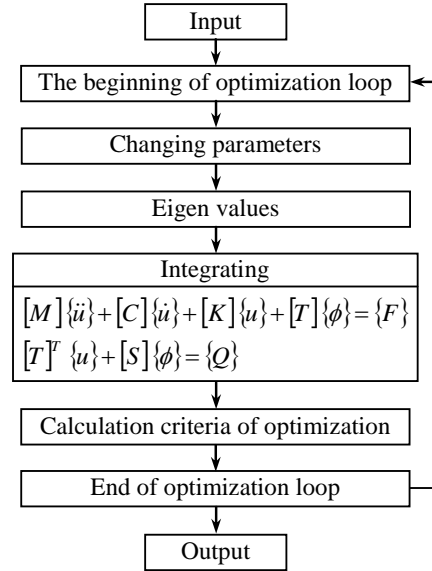 Input
The beginning of optimization loop
Changing parameters
Eigen values
Integrating
[M]{ü}+[C]{u̇}+[K]{u}+[T]{ϕ}={F}
[T]ᵀ {u}+[S]{ϕ}={Q}
Calculation criteria of optimization
End of optimization loop
Output